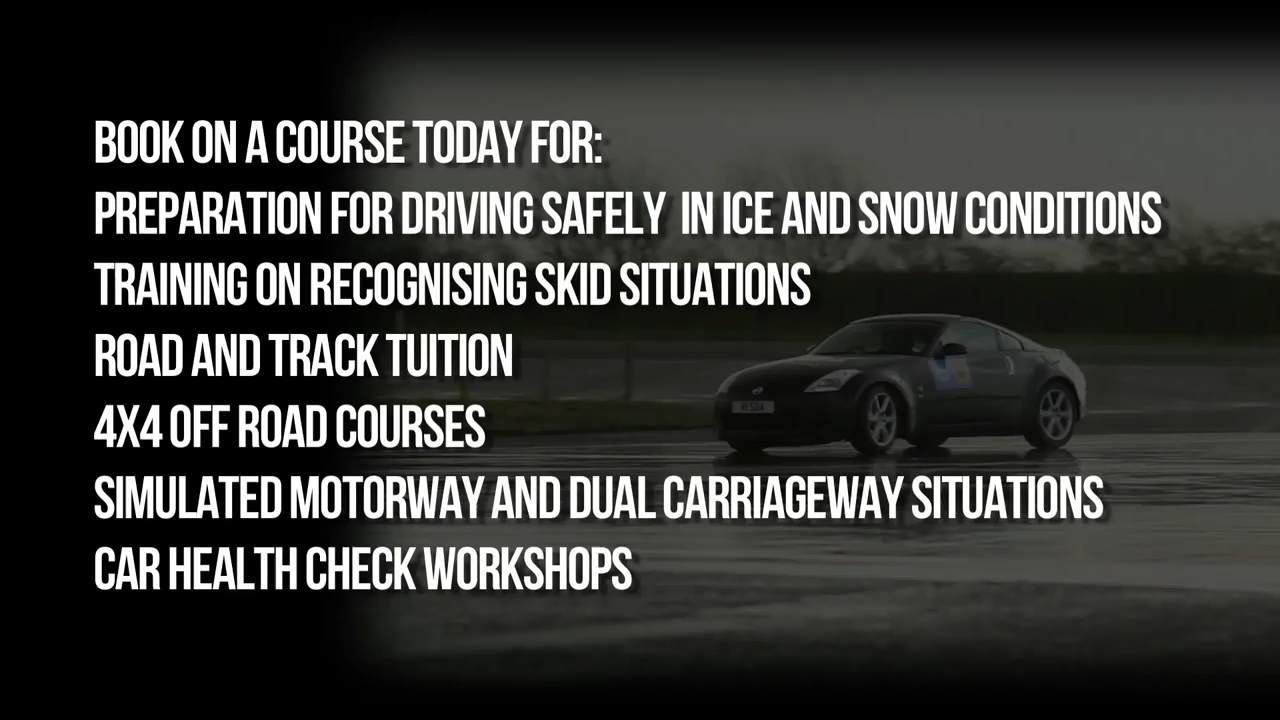 BOOK ON A COURSE TODAY FOR:
PREPARATION FOR DRIVING SAFELY IN ICE AND SNOW CONDITIONS
TRAINING ON RECOGNISING SKID SITUATIONS
ROAD AND TRACK TUITION
4X4 OFF ROAD COURSES
SIMULATED MOTORWAY AND DUAL CARRIAGEWAY SITUATIONS
CAR HEALTH CHECK WORKSHOPS